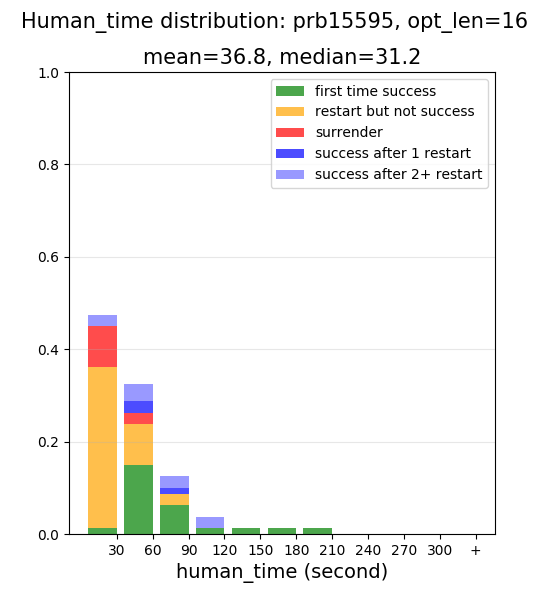 Human_time distribution: prb15595, opt_len=16
mean=36.8, median=31.2
1.0
0.8
0.6
0.4
0.2
0.0
first time success
restart but not success
surrender
success after 1 restart
success after 2+ restart
30 60 90 120 150 180 210 240 270 300 +
human_time (second)